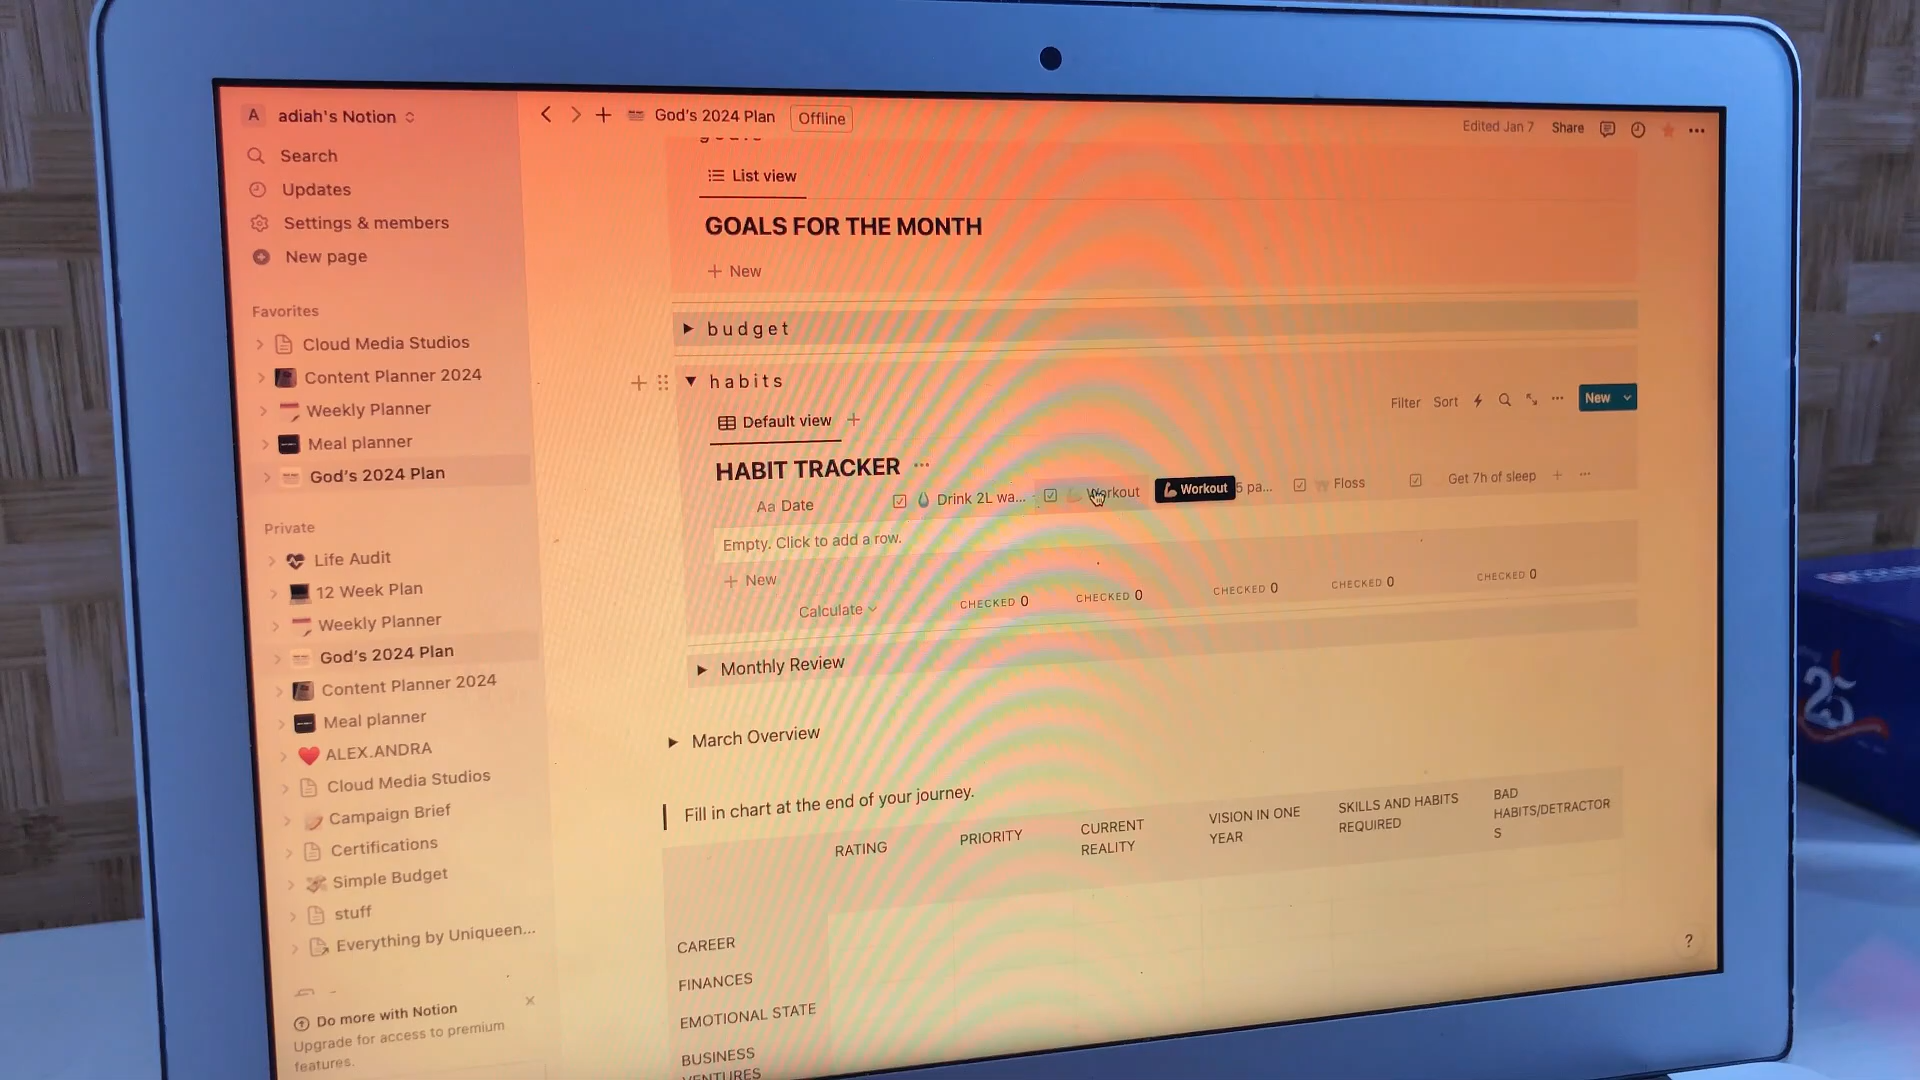 A adiah's Notion
Search
Updates
Settings & members
New page
Favorites
Cloud Media Studios
Content Planner 2024
Weekly Planner
Meal planner
God's 2024 Plan
Private
Life Audit
12 Week Plan
Weekly Planner
God's 2024 Plan
Content Planner 2024
Meal planner
ALEX.ANDRA
Cloud Media Studios
Campaign Brief
Certifications
Simple Budget
stuff
Everything by Uniqueen...
Do more with Notion
Upgrade for access to premium
features.
God's 2024 Plan Offline
Edited Jan 7 Share
List view
GOALS FOR THE MONTH
+ New
budget
habits
Default view +
Filter Sort New
HABIT TRACKER ...
Aa Date Drink 2L wa... Workout Workout 5 pa... Floss Get 7h of sleep + ...
Empty. Click to add a row.
+ New
Calculate CHECKED 0 CHECKED 0 CHECKED 0 CHECKED 0 CHECKED 0
Monthly Review
March Overview
Fill in chart at the end of your journey.
RATING PRIORITY CURRENT REALITY VISION IN ONE YEAR SKILLS AND HABITS REQUIRED BAD HABITS/DETRACTORS
CAREER
FINANCES
EMOTIONAL STATE
BUSINESS
VENTURES
?
25